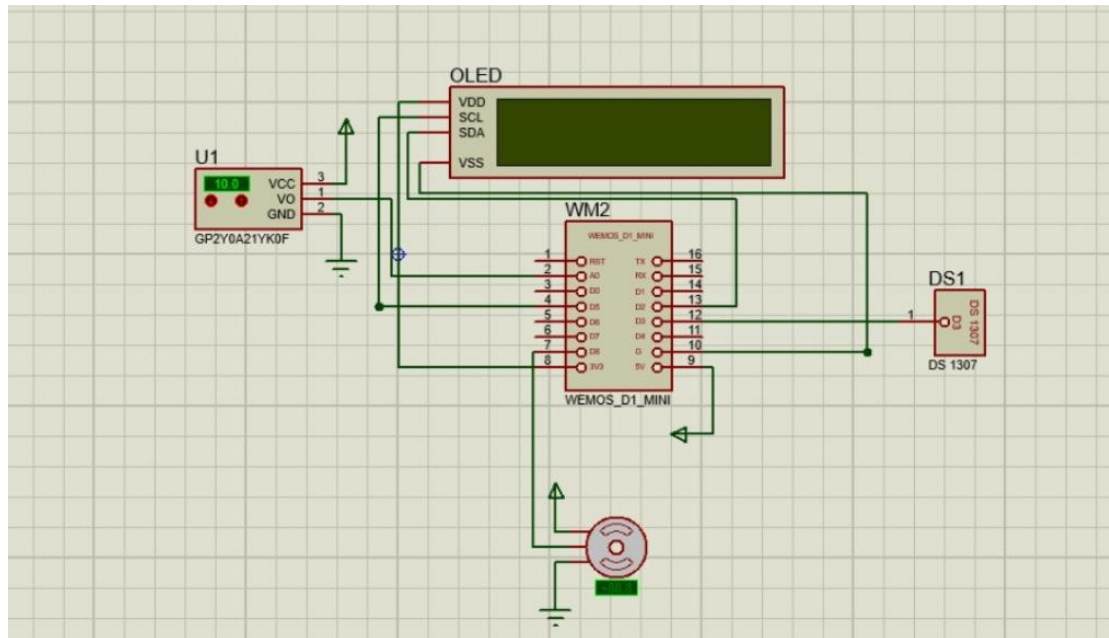 OLED
VDD
SCL
SDA
VSS
U1
10.0
VCC 3
VO 1
GND 2
GP2Y0A21YK0F
WM2
WEMOS_D1_MINI
1 RST TX 16
2 A0 RX 15
3 D0 D1 14
4 D5 D2 13
5 D6 D3 12
6 D7 D4 11
7 D8 G 10
8 3V3 5V 9
WEMOS_D1_MINI
DS1
1 D3
DS 1307
DS 1307